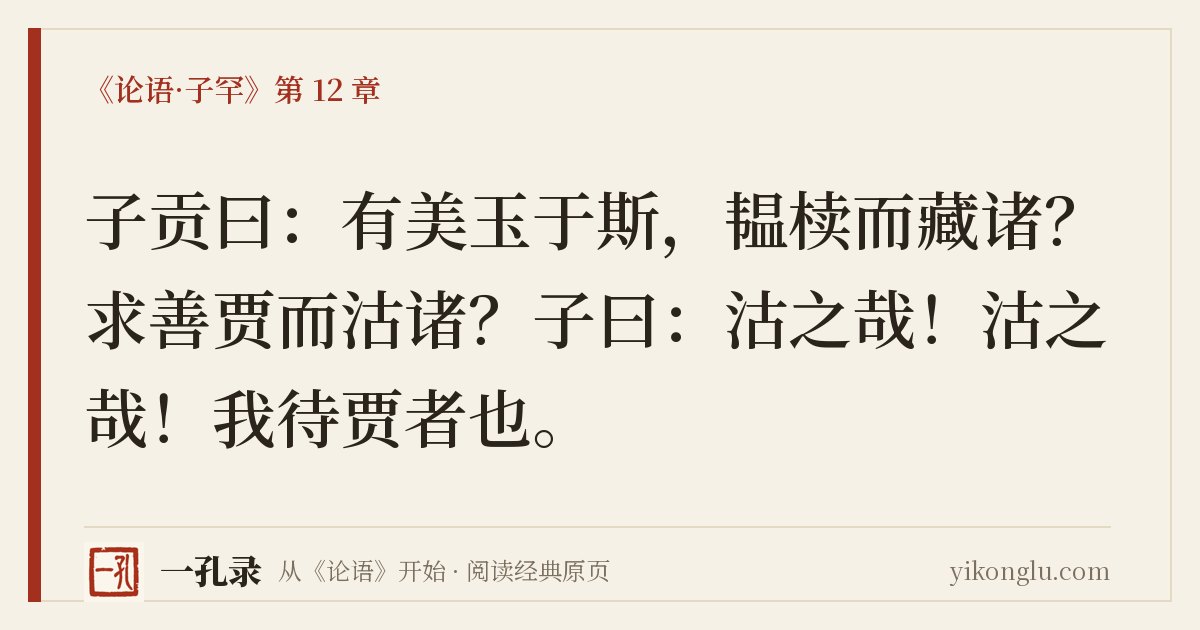 《论语·子罕》第 12 章
子贡曰：有美玉于斯，韫椟而藏诸？
求善贾而沽诸？子曰：沽之哉！沽之
哉！我待贾者也。
一孔 一孔录 从《论语》开始 · 阅读经典原页 yikonglu.com